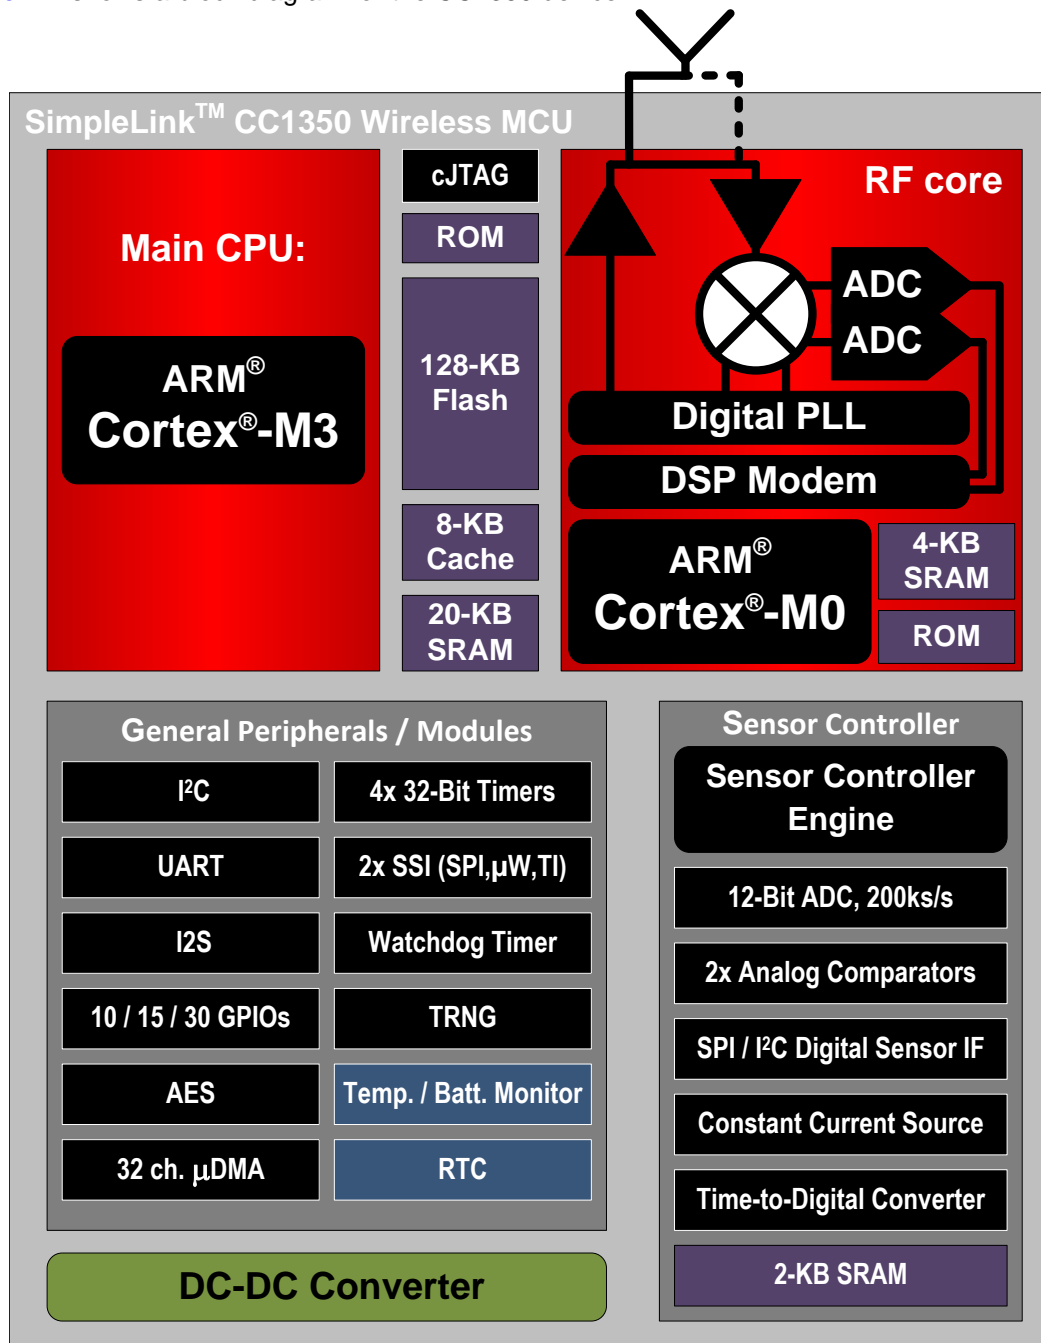 SimpleLink™ CC1350 Wireless MCU
cJTAG
RF core
Main CPU:
ROM
ADC
ADC
ARM®
Cortex®-M3
128-KB
Flash
Digital PLL
DSP Modem
8-KB
Cache
ARM®
Cortex®-M0
4-KB
SRAM
20-KB
SRAM
ROM
General Peripherals / Modules
I²C
4x 32-Bit Timers
UART
2x SSI (SPI,µW,TI)
I2S
Watchdog Timer
10 / 15 / 30 GPIOs
TRNG
AES
Temp. / Batt. Monitor
32 ch. µDMA
RTC
Sensor Controller
Sensor Controller
Engine
12-Bit ADC, 200ks/s
2x Analog Comparators
SPI / I²C Digital Sensor IF
Constant Current Source
Time-to-Digital Converter
2-KB SRAM
DC-DC Converter